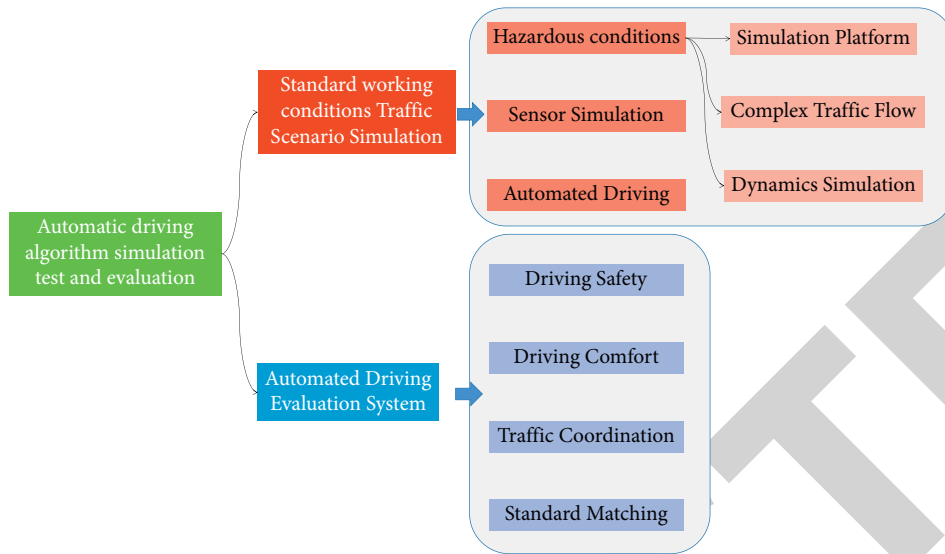 Automatic driving
algorithm simulation
test and evaluation
Standard working
conditions Traffic
Scenario Simulation
Hazardous conditions
Sensor Simulation
Automated Driving
Simulation Platform
Complex Traffic Flow
Dynamics Simulation
Automated Driving
Evaluation System
Driving Safety
Driving Comfort
Traffic Coordination
Standard Matching